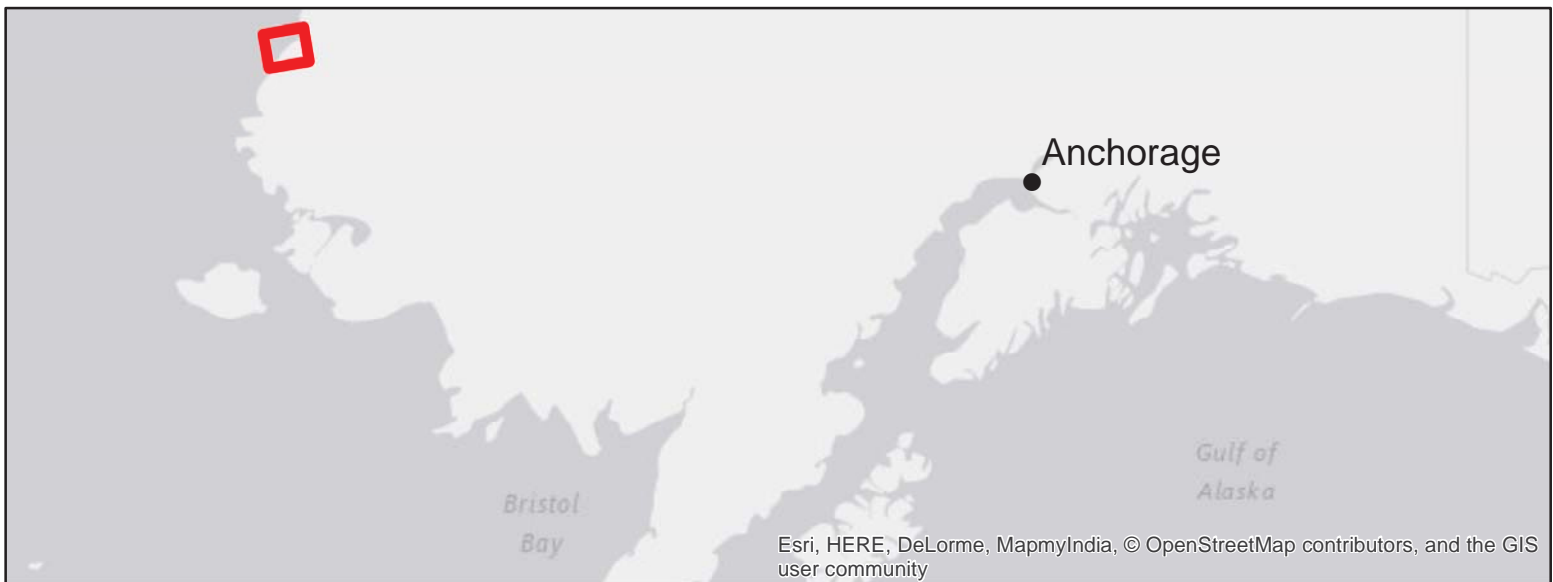 Anchorage
Gulf of
Alaska
Bristol
Bay
Esri, HERE, DeLorme, MapmyIndia, © OpenStreetMap contributors, and the GIS
user community